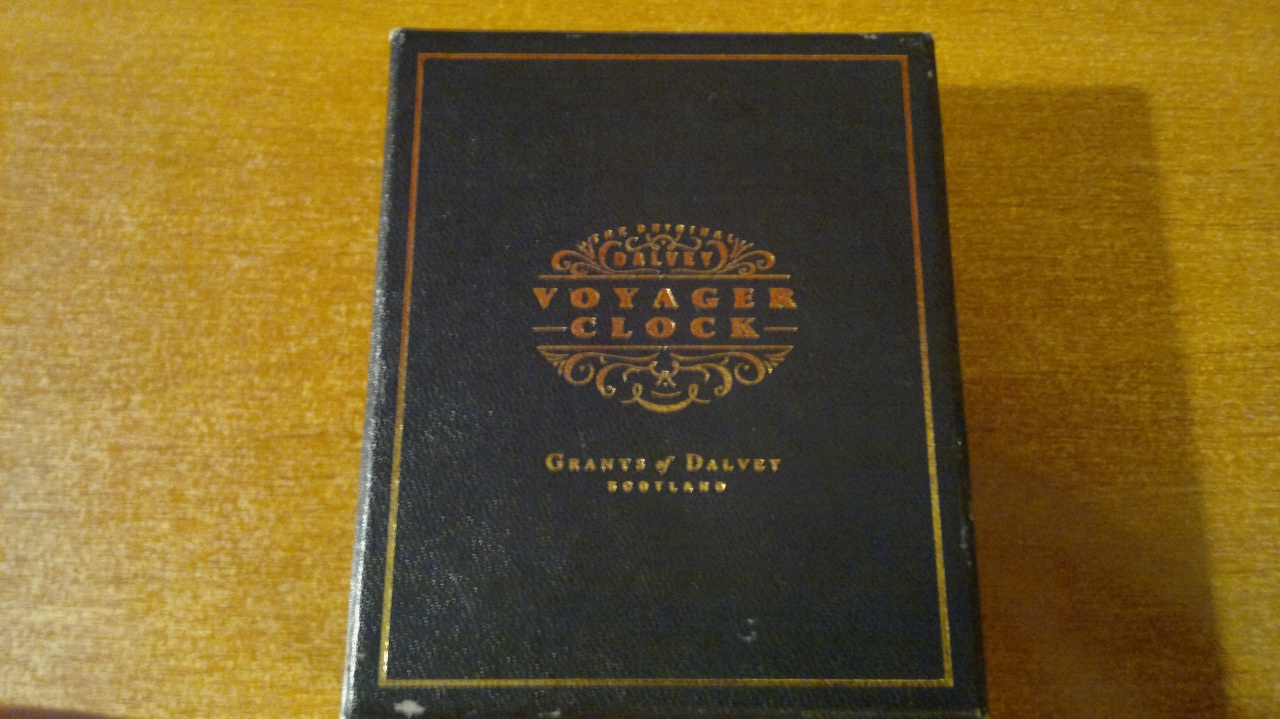 THE ORIGINAL
DALVEY
VOYAGER
CLOCK
GRANTS of DALVEY
SCOTLAND